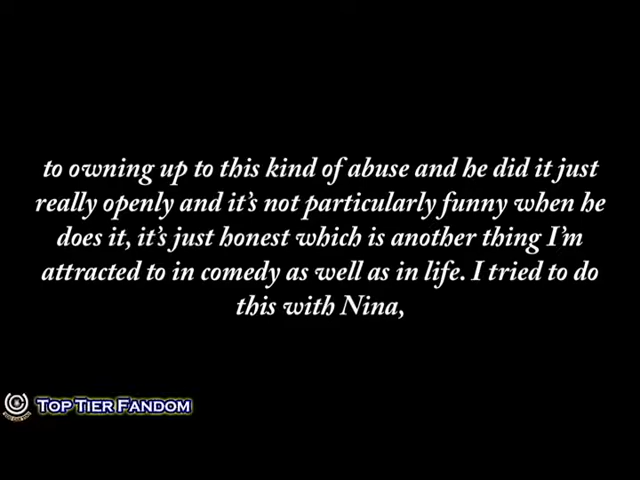 to owning up to this kind of abuse and he did it just
really openly and it’s not particularly funny when he
does it, it’s just honest which is another thing I’m
attracted to in comedy as well as in life. I tried to do
this with Nina,
Top Tier Fandom